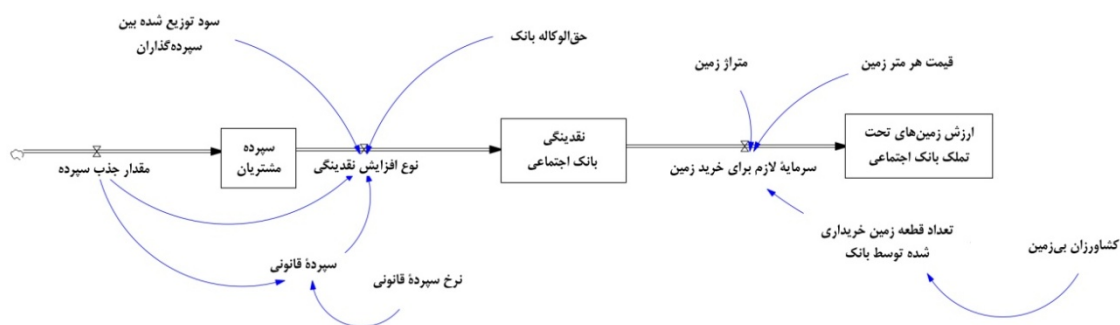 سود توزیع شده بین
سپرده‌گذاران
حق‌الوکاله بانک
متراژ زمین
قیمت هر متر زمین
سپرده
مشتریان
نقدینگی
بانک اجتماعی
ارزش زمین‌های تحت
تملک بانک اجتماعی
مقدار جذب سپرده
نوع افزایش نقدینگی
سرمایهٔ لازم برای خرید زمین
سپردهٔ قانونی
نرخ سپردهٔ قانونی
تعداد قطعه زمین خریداری
شده توسط بانک
کشاورزان بی‌زمین